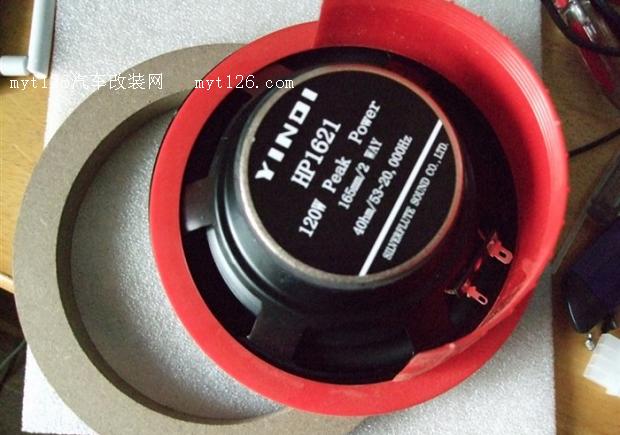 myt126汽车改装网 www.myt126.com
YINDI
HP1621
120W Peak Power
165mm/2 WAY
4Ohm/53-20,000Hz
SILVERFLUTE SOUND CO., LTD.